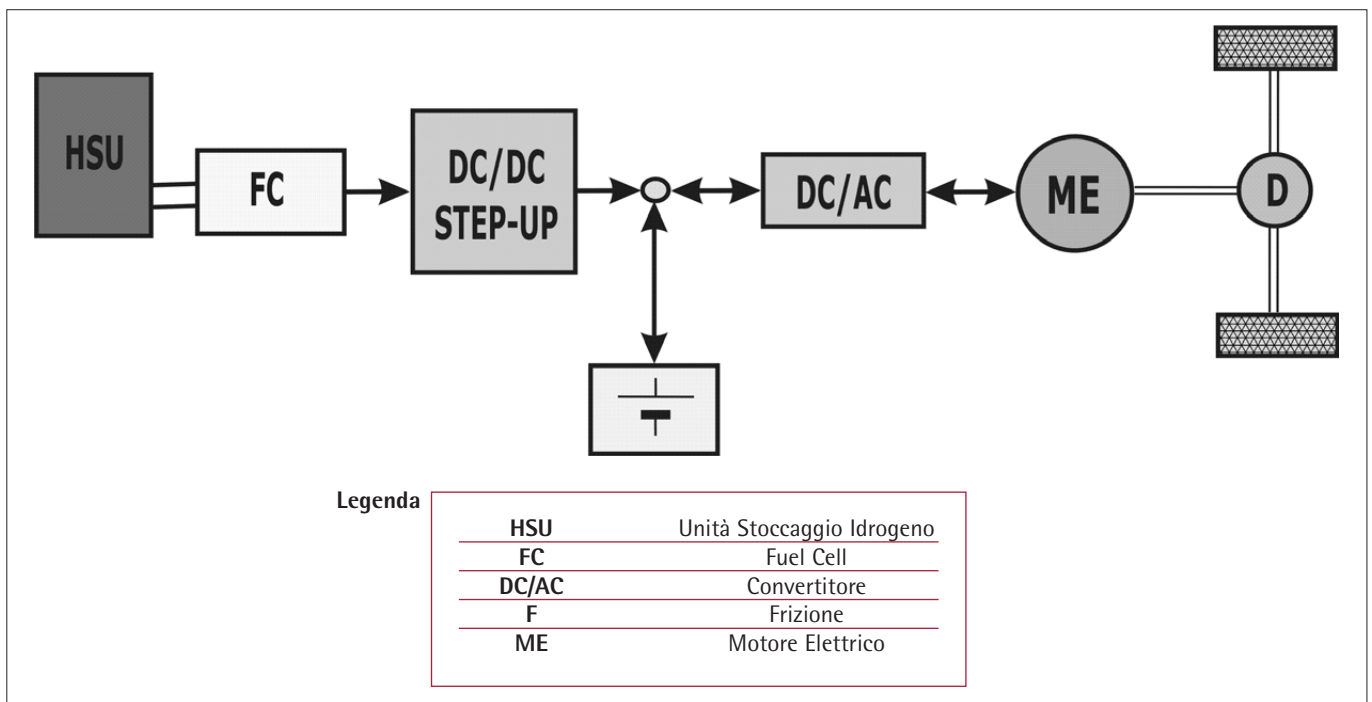 HSU
FC
DC/DC
STEP-UP
DC/AC
ME
D
Legenda
HSU Unità Stoccaggio Idrogeno
FC Fuel Cell
DC/AC Convertitore
F Frizione
ME Motore Elettrico